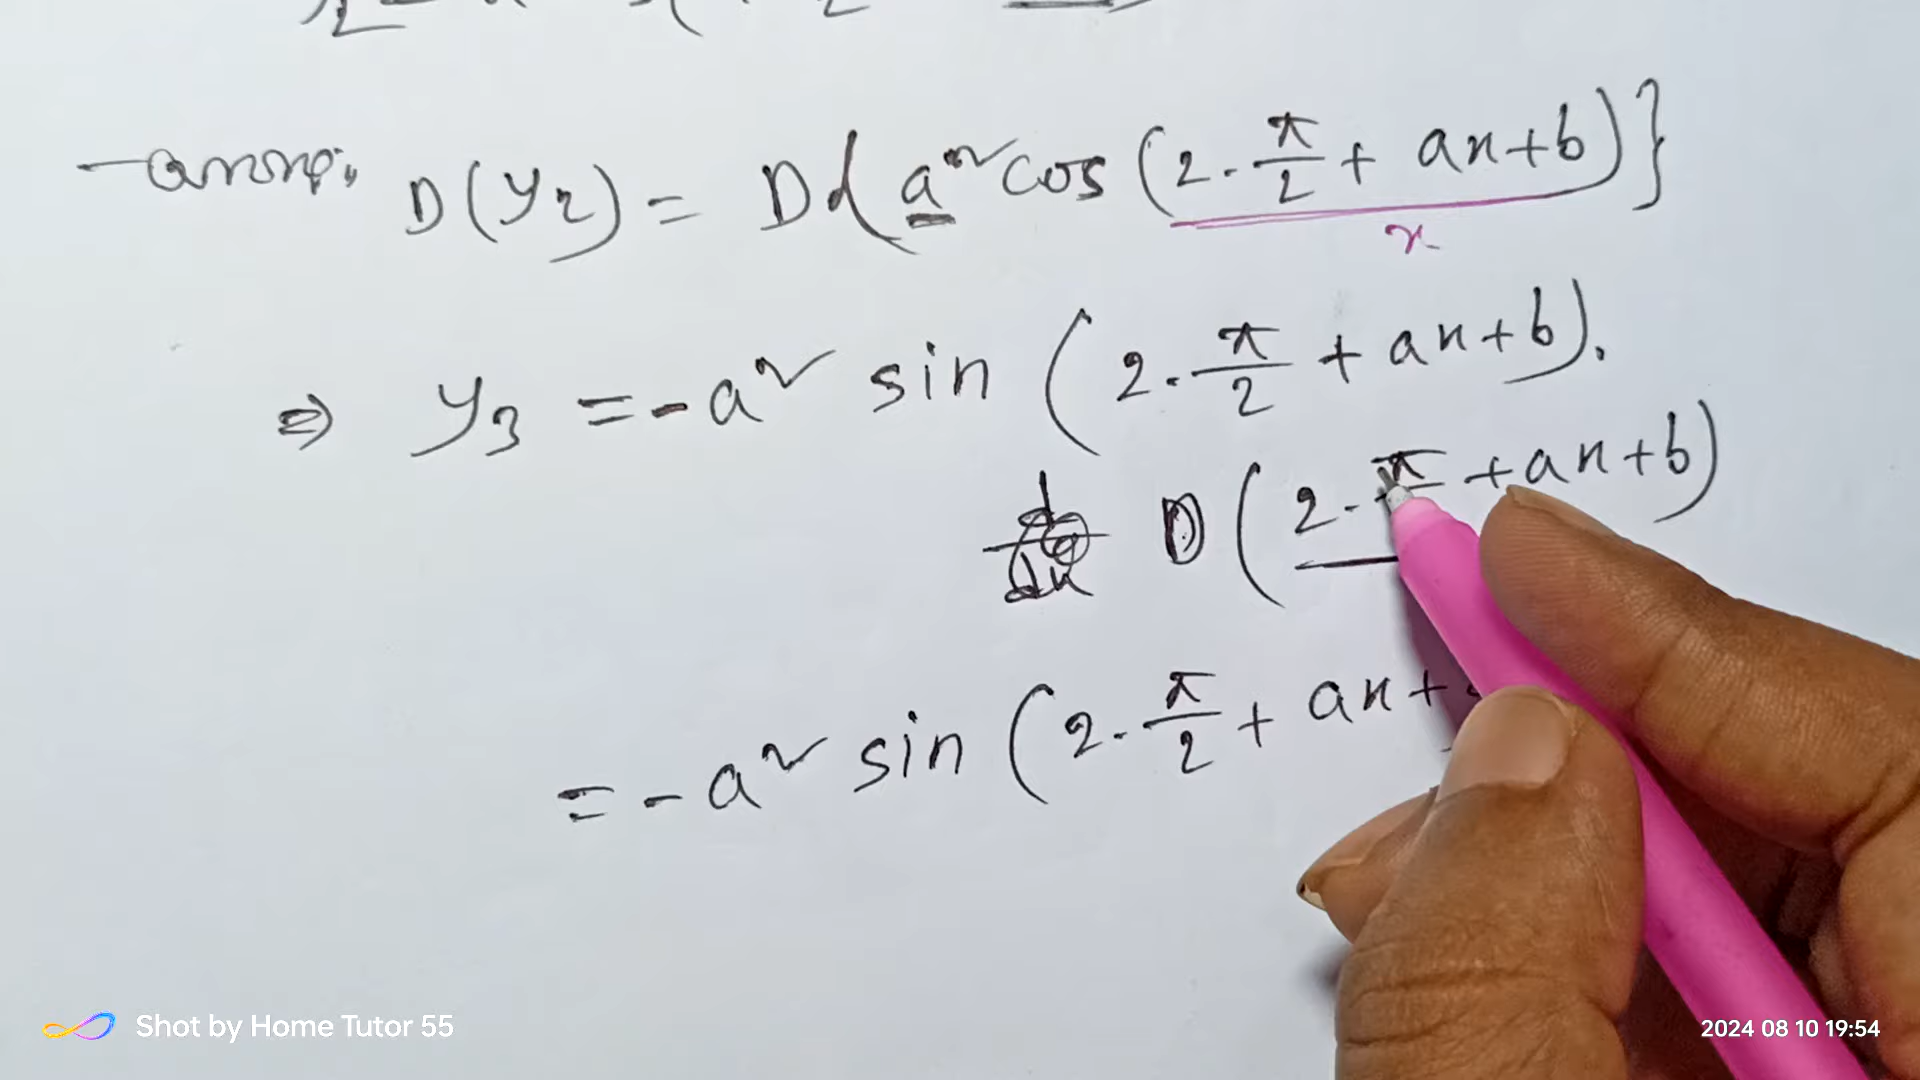 আবার, D(y₂) = D{a² cos(2·π/2 + ax+b)}
x
⇒ y₃ = -a² sin(2·π/2 + ax+b).
D(2·π/2 + ax+b)
= -a² sin(2·π/2 + ax+
Shot by Home Tutor 55
2024 08 10 19:54